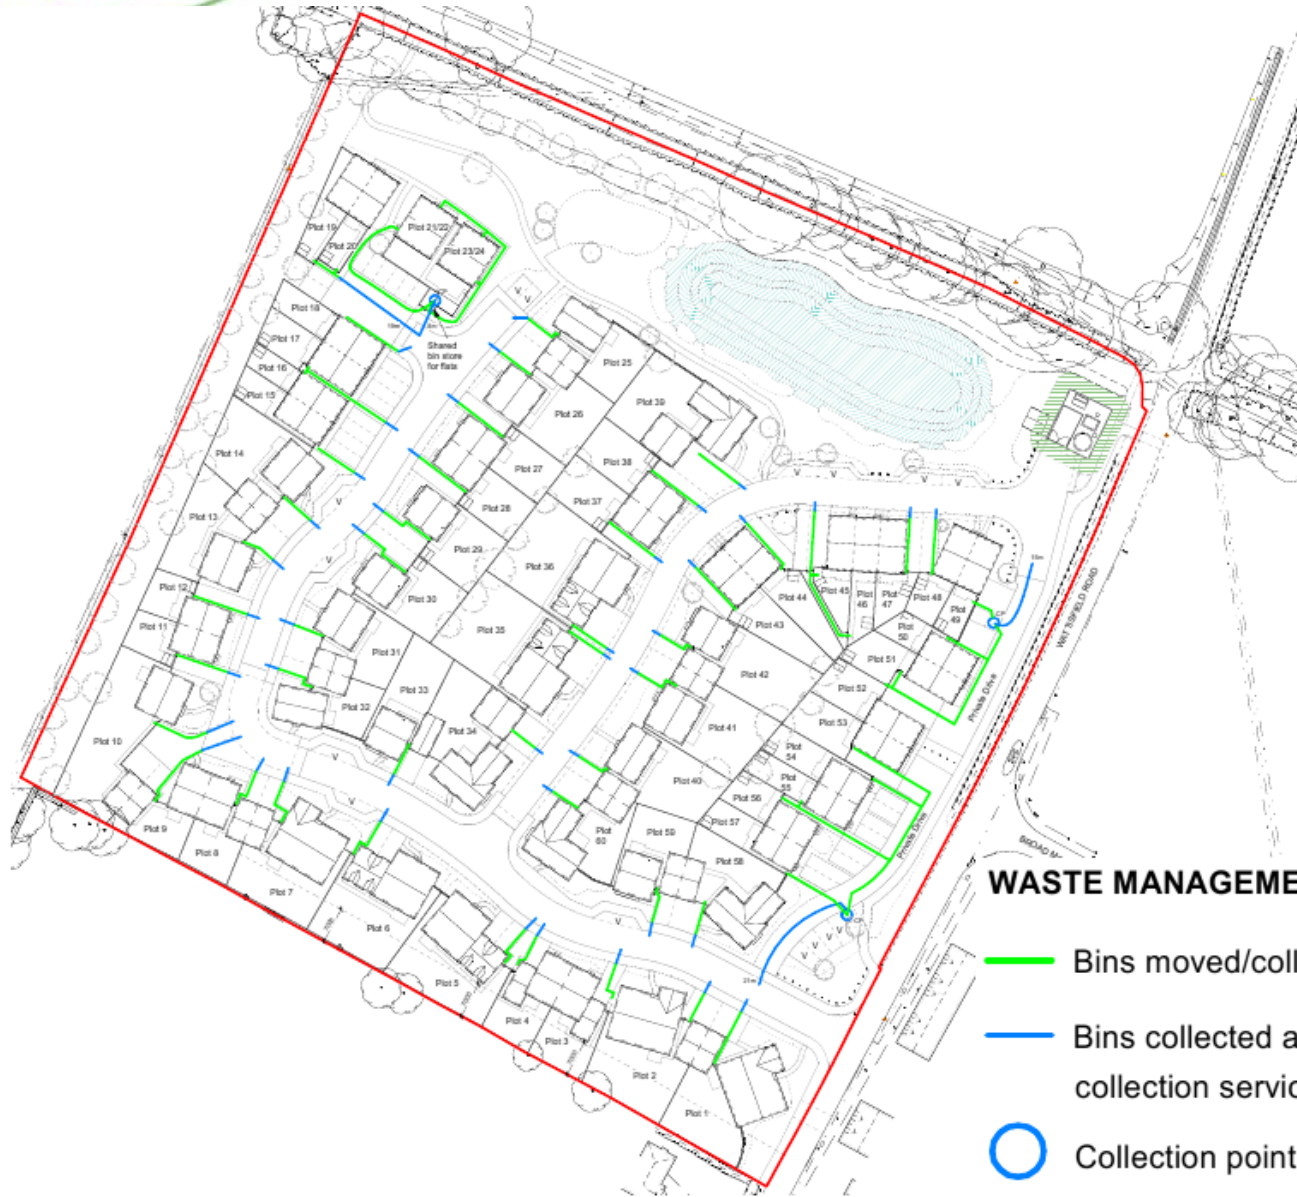 Plot 19
Plot 20
Plot 21/22
Plot 23/24
Plot 18
Plot 17
Plot 16
Plot 15
Plot 14
Plot 13
Plot 12
Plot 11
Plot 10
Shared
bin store
for flats
V
V
Plot 25
Plot 26
Plot 39
Plot 38
Plot 27
Plot 37
Plot 28
Plot 29
Plot 36
Plot 30
Plot 35
Plot 31
Plot 33
Plot 32
Plot 34
V
V
V
V
V
V
V
V
Plot 44
Plot 45
Plot
46
Plot
47
Plot 48
Plot
49
Plot
50
Plot 43
Plot 51
Plot 42
Plot 52
Plot 53
Plot 41
Plot
54
Plot
55
Plot 40
Plot 56
Plot 57
Plot 59
Plot
60
Plot 58
CP
Private Drive
Private Drive
WATTISFIELD ROAD
BROAD M
Plot 9
Plot 8
Plot 7
Plot 6
Plot 5
Plot 4
Plot 3
Plot 2
Plot 1
V
V
V
V
V
V
21m
WASTE MANAGEME
Bins moved/coll
Bins collected a
collection servic
Collection point